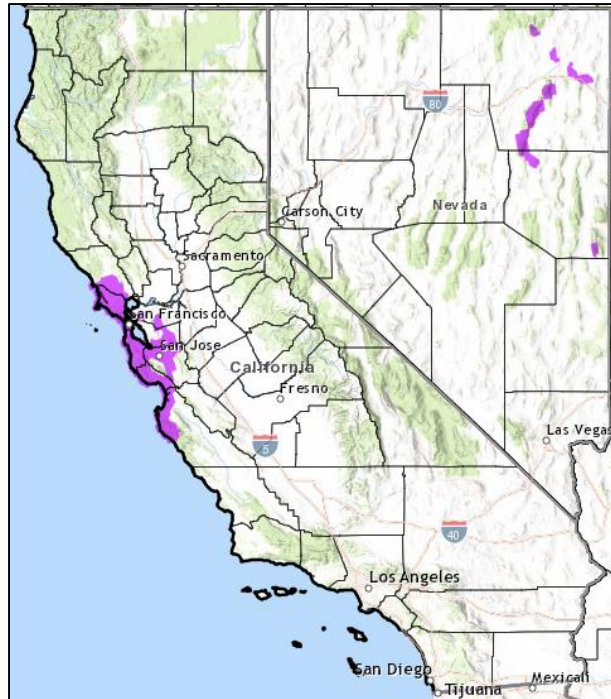 80
Nevada
Carson City
Sacramento
San Francisco
San Jose
California
Fresno
Las Vegas
5
40
Los Angeles
San Diego
Tijuana
Mexicali